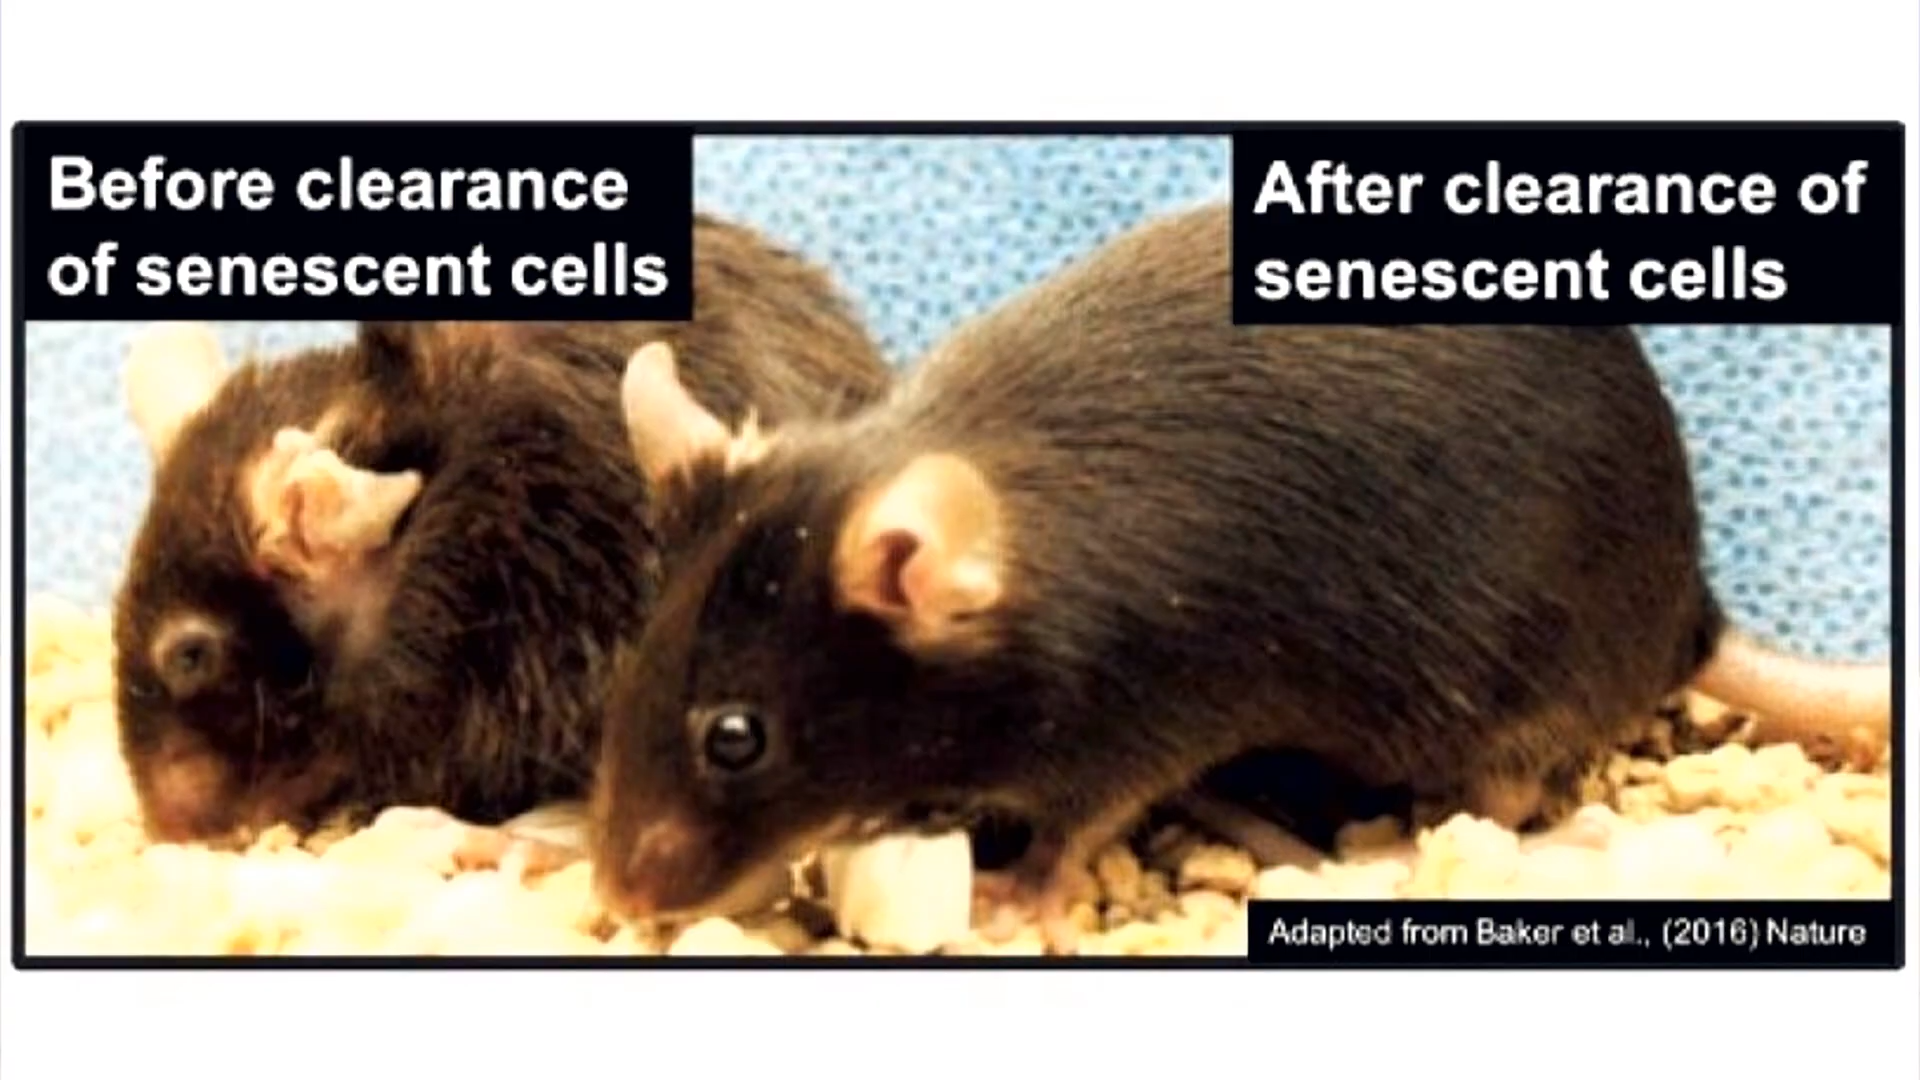 Before clearance
of senescent cells
After clearance of
senescent cells
Adapted from Baker et al., (2016) Nature